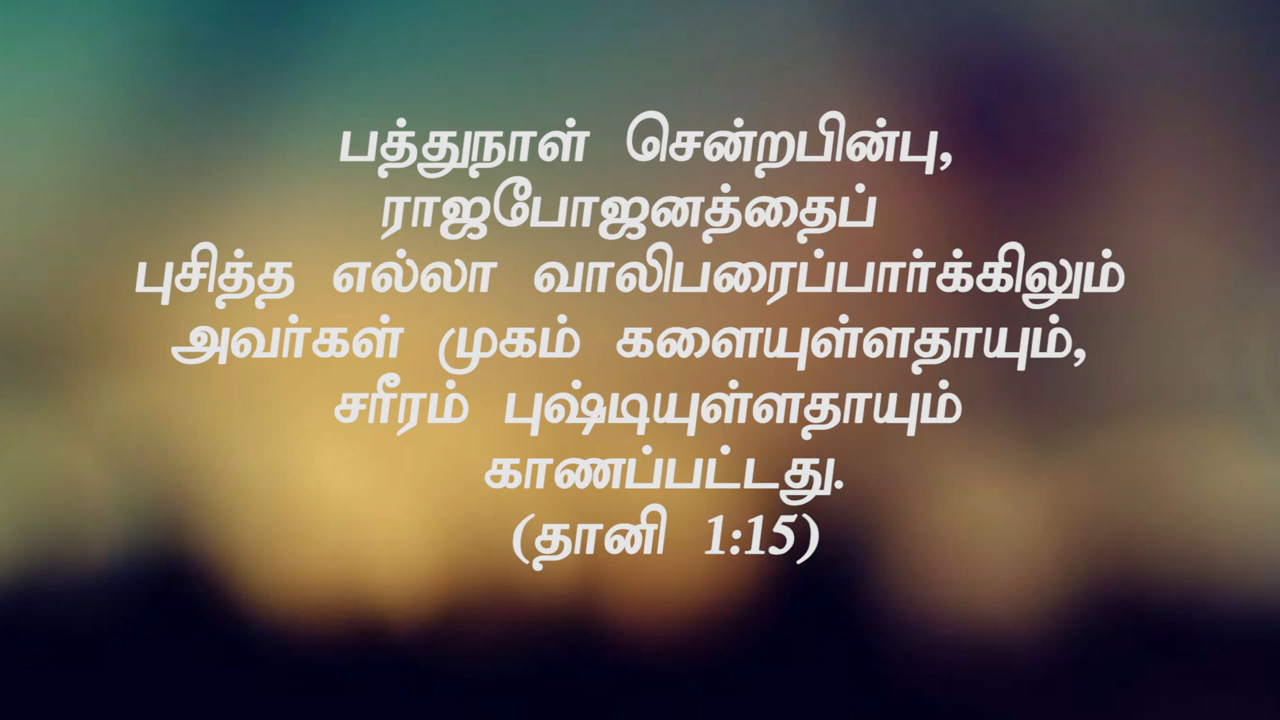 பத்துநாள் சென்றபின்பு,
ராஜபோஜனத்தைப்
புசித்த எல்லா வாலிபரைப்பார்க்கிலும்
அவர்கள் முகம் களையுள்ளதாயும்,
சரீரம் புஷ்டியுள்ளதாயும்
காணப்பட்டது.
(தானி 1:15)